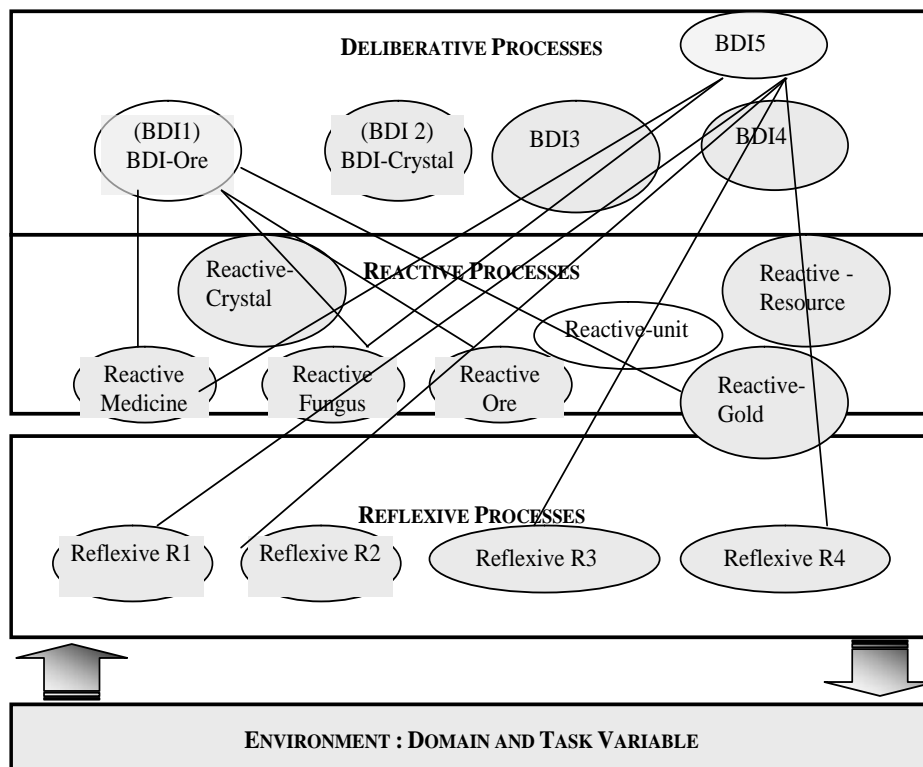 DELIBERATIVE PROCESSES
BDI5
(BDI1)
BDI-Ore
(BDI 2)
BDI-Crystal
BDI3
BDI4
REACTIVE PROCESSES
Reactive-
Crystal
Reactive -
Resource
Reactive-unit
Reactive
Medicine
Reactive
Fungus
Reactive
Ore
Reactive-
Gold
REFLEXIVE PROCESSES
Reflexive R1
Reflexive R2
Reflexive R3
Reflexive R4
ENVIRONMENT : DOMAIN AND TASK VARIABLE